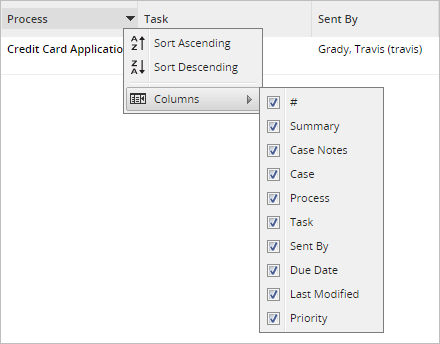 Process Task Sent By
Credit Card Applicatio Grady, Travis (travis)
A Z Sort Ascending
Z A Sort Descending
Columns
#
Summary
Case Notes
Case
Process
Task
Sent By
Due Date
Last Modified
Priority